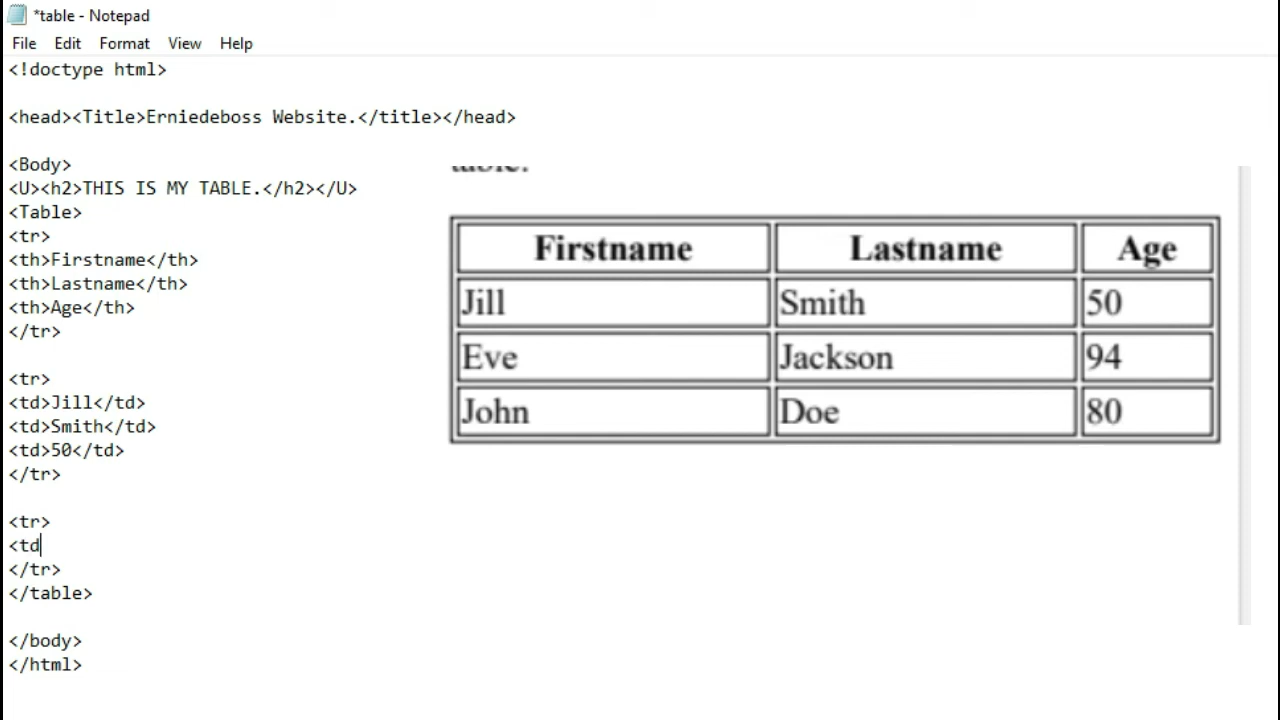 *table - Notepad
File Edit Format View Help
<!doctype html>
<head><Title>Erniedeboss Website.</title></head>
<Body>
<U><h2>THIS IS MY TABLE.</h2></U>
<Table>
<tr>
<th>Firstname</th>
<th>Lastname</th>
<th>Age</th>
</tr>
<tr>
<td>Jill</td>
<td>Smith</td>
<td>50</td>
</tr>
<tr>
<td
</tr>
</table>
</body>
</html>
table.
Firstname Lastname Age
Jill Smith 50
Eve Jackson 94
John Doe 80